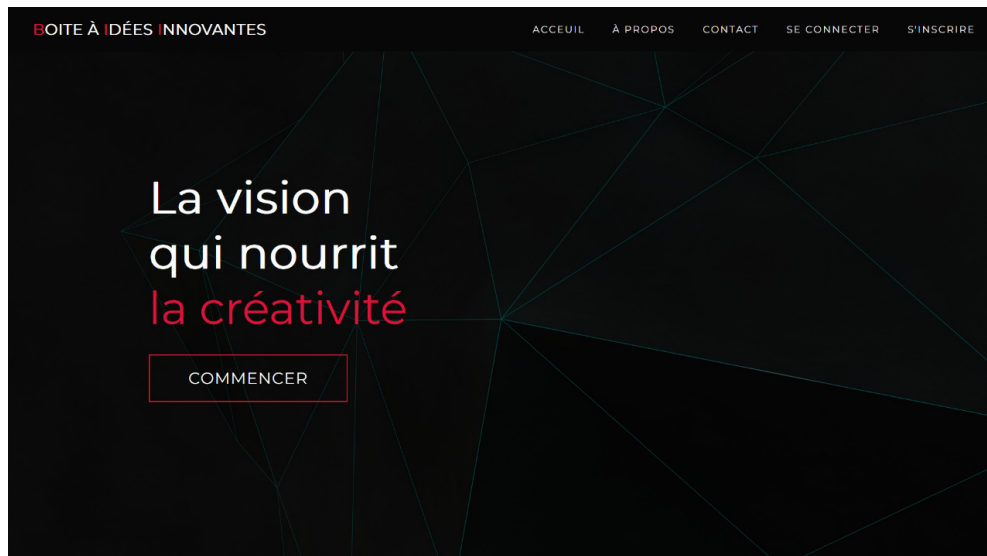 BOITE À IDÉES INNOVANTES
ACCEUIL À PROPOS CONTACT SE CONNECTER S'INSCRIRE
La vision
qui nourrit
la créativité
COMMENCER